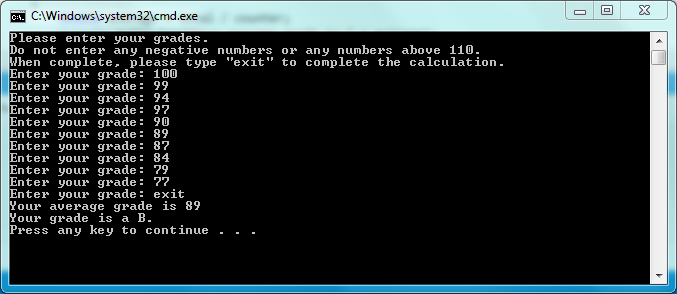 C:\Windows\system32\cmd.exe
Please enter your grades.
Do not enter any negative numbers or any numbers above 110.
When complete, please type "exit" to complete the calculation.
Enter your grade: 100
Enter your grade: 99
Enter your grade: 94
Enter your grade: 97
Enter your grade: 90
Enter your grade: 89
Enter your grade: 87
Enter your grade: 84
Enter your grade: 79
Enter your grade: 77
Enter your grade: exit
Your average grade is 89
Your grade is a B.
Press any key to continue . . .